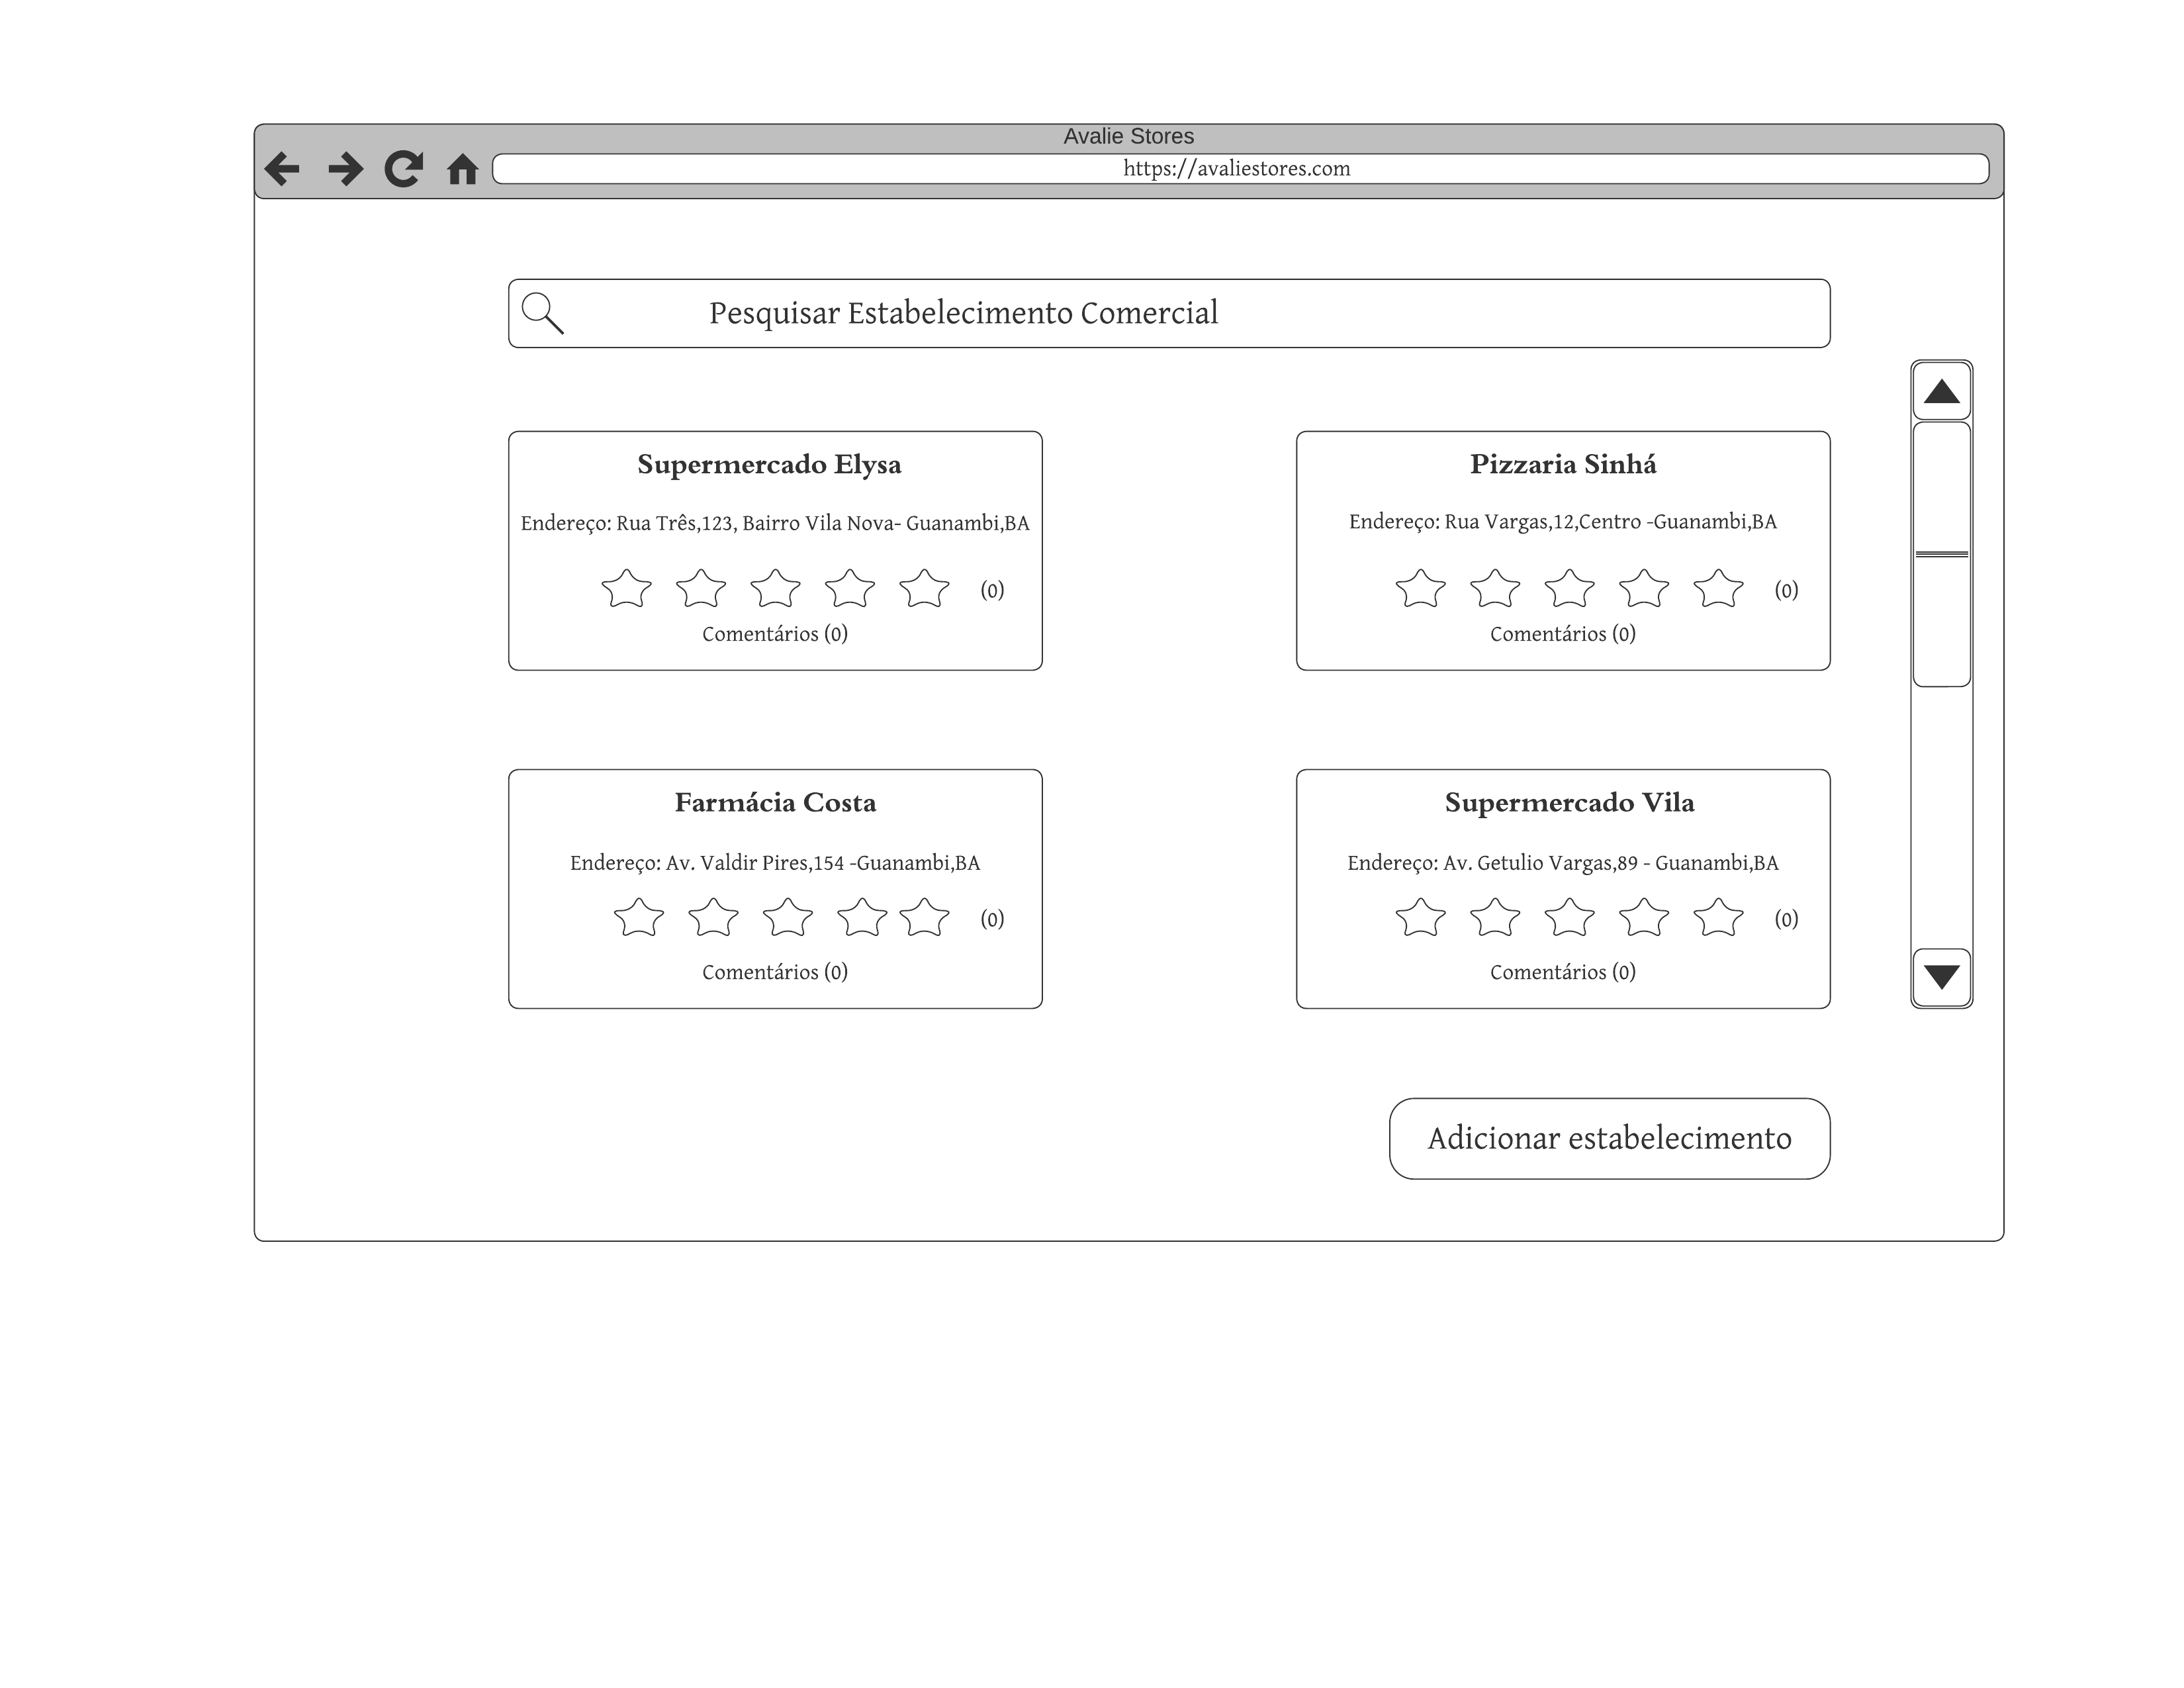 Avalie Stores
https://avaliestores.com
Pesquisar Estabelecimento Comercial
Supermercado Elysa
Endereço: Rua Três,123, Bairro Vila Nova- Guanambi,BA
(0)
Comentários (0)
Pizzaria Sinhá
Endereço: Rua Vargas,12,Centro -Guanambi,BA
(0)
Comentários (0)
Farmácia Costa
Endereço: Av. Valdir Pires,154 -Guanambi,BA
(0)
Comentários (0)
Supermercado Vila
Endereço: Av. Getulio Vargas,89 - Guanambi,BA
(0)
Comentários (0)
Adicionar estabelecimento